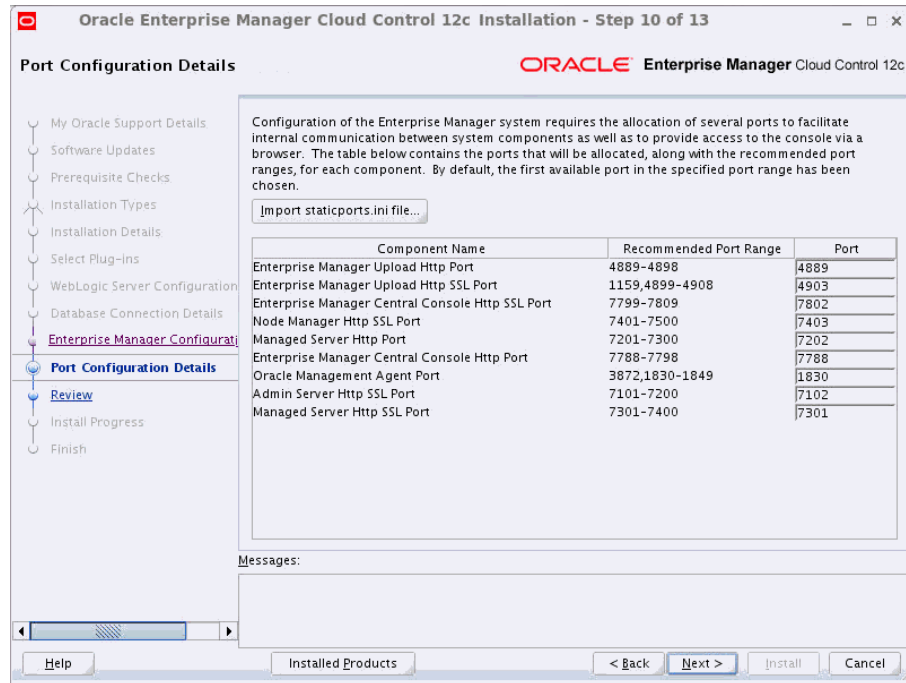 Oracle Enterprise Manager Cloud Control 12c Installation - Step 10 of 13
Port Configuration Details
ORACLE Enterprise Manager Cloud Control 12c
My Oracle Support Details
Software Updates
Prerequisite Checks
Installation Types
Installation Details
Select Plug-ins
WebLogic Server Configuration
Database Connection Details
Enterprise Manager Configurati
Port Configuration Details
Review
Install Progress
Finish
Configuration of the Enterprise Manager system requires the allocation of several ports to facilitate
internal communication between system components as well as to provide access to the console via a
browser. The table below contains the ports that will be allocated, along with the recommended port
ranges, for each component. By default, the first available port in the specified port range has been
chosen.
Import staticports.ini file...
Component Name Recommended Port Range Port
Enterprise Manager Upload Http Port 4889-4898 4889
Enterprise Manager Upload Http SSL Port 1159,4899-4908 4903
Enterprise Manager Central Console Http SSL Port 7799-7809 7802
Node Manager Http SSL Port 7401-7500 7403
Managed Server Http Port 7201-7300 7202
Enterprise Manager Central Console Http Port 7788-7798 7788
Oracle Management Agent Port 3872,1830-1849 1830
Admin Server Http SSL Port 7101-7200 7102
Managed Server Http SSL Port 7301-7400 7301
Messages:
Help Installed Products < Back Next > Install Cancel